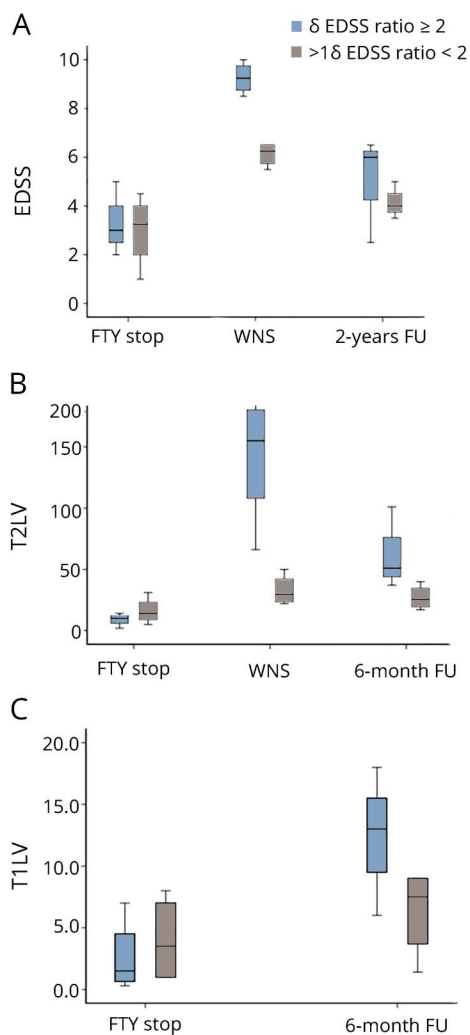 A
δ EDSS ratio ≥ 2
>1δ EDSS ratio < 2
EDSS
10
8
6
4
2
0
FTY stop WNS 2-years FU
B
T2LV
200
150
100
50
0
FTY stop WNS 6-month FU
C
T1LV
20.0
15.0
10.0
5.0
0.0
FTY stop 6-month FU